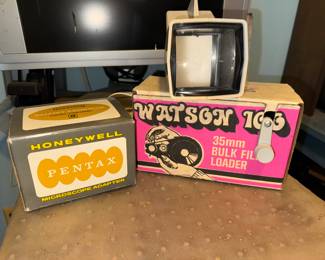 WATSON 100
35mm
BULK FILM
LOADER
HONEYWELL
PENTAX
MICROSCOPE ADAPTER